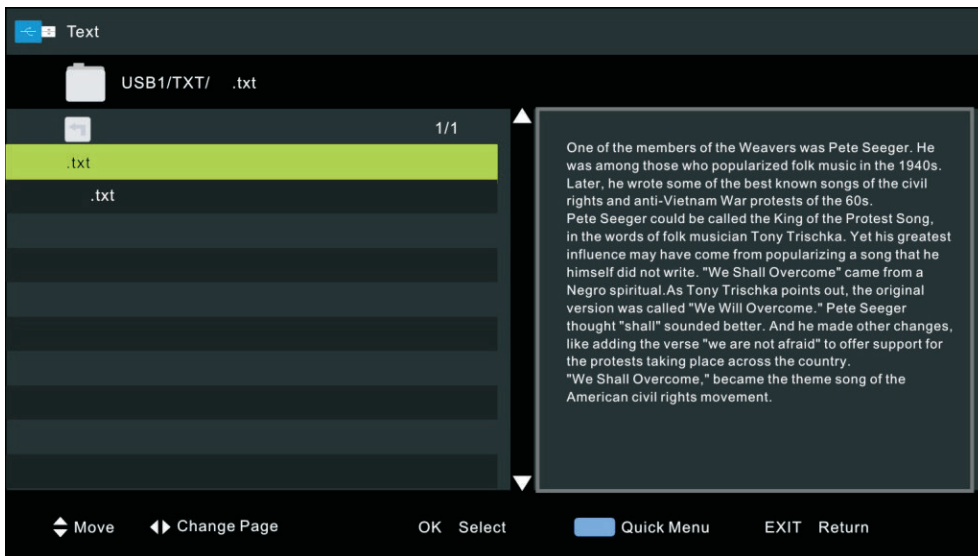 Text
USB1/TXT/ .txt
1/1
.txt
.txt
One of the members of the Weavers was Pete Seeger. He
was among those who popularized folk music in the 1940s.
Later, he wrote some of the best known songs of the civil
rights and anti-Vietnam War protests of the 60s.
Pete Seeger could be called the King of the Protest Song,
in the words of folk musician Tony Trischka. Yet his greatest
influence may have come from popularizing a song that he
himself did not write. "We Shall Overcome" came from a
Negro spiritual.As Tony Trischka points out, the original
version was called "We Will Overcome." Pete Seeger
thought "shall" sounded better. And he made other changes,
like adding the verse "we are not afraid" to offer support for
the protests taking place across the country.
"We Shall Overcome," became the theme song of the
American civil rights movement.
Move Change Page OK Select Quick Menu EXIT Return